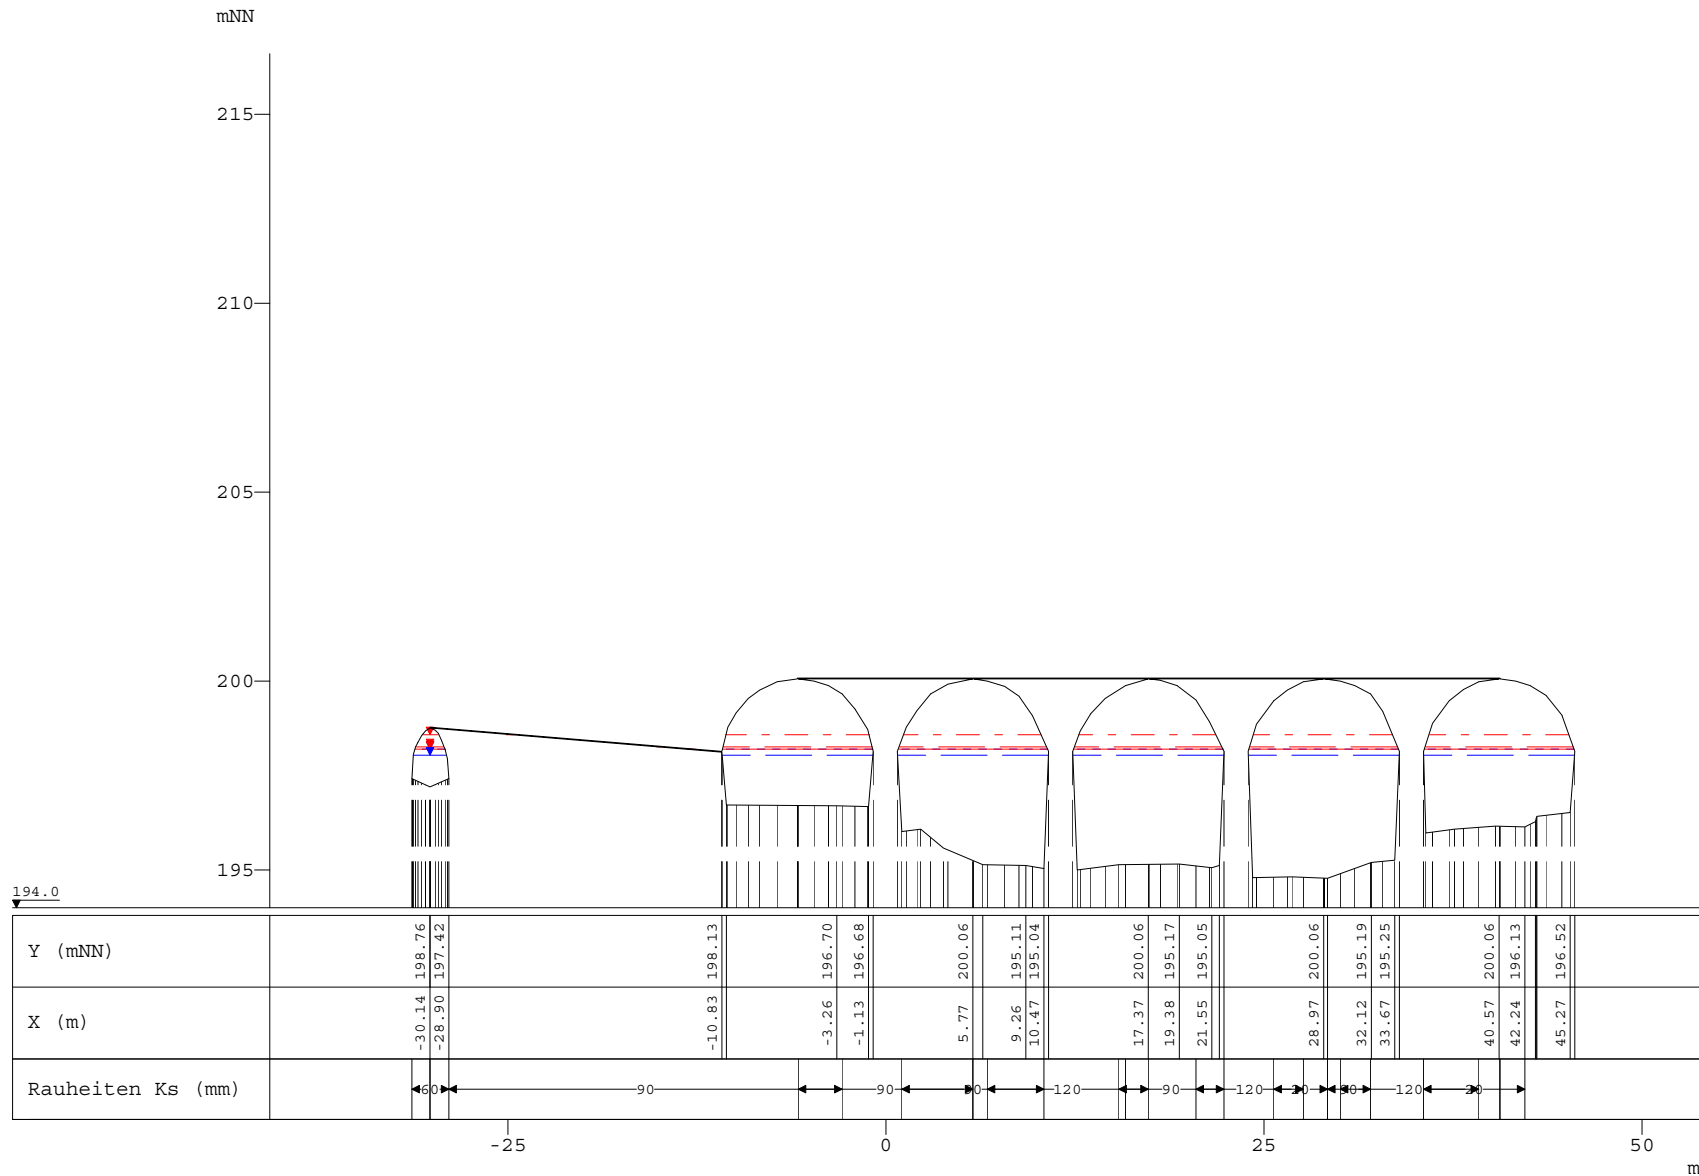 mNN
215
210
205
200
195
194.0
Y (mNN) 198.76 197.42 198.13 196.70 196.68 200.06 195.11 195.04 200.06 195.17 195.05 200.06 195.19 195.25 200.06 196.13 196.52
X (m) -30.14 -28.90 -10.83 -3.26 -1.13 5.77 9.26 10.47 17.37 19.38 21.55 28.97 32.12 33.67 40.57 42.24 45.27
Rauheiten Ks (mm) 60 90 90 120 90 120 120
-25 0 25 50
m